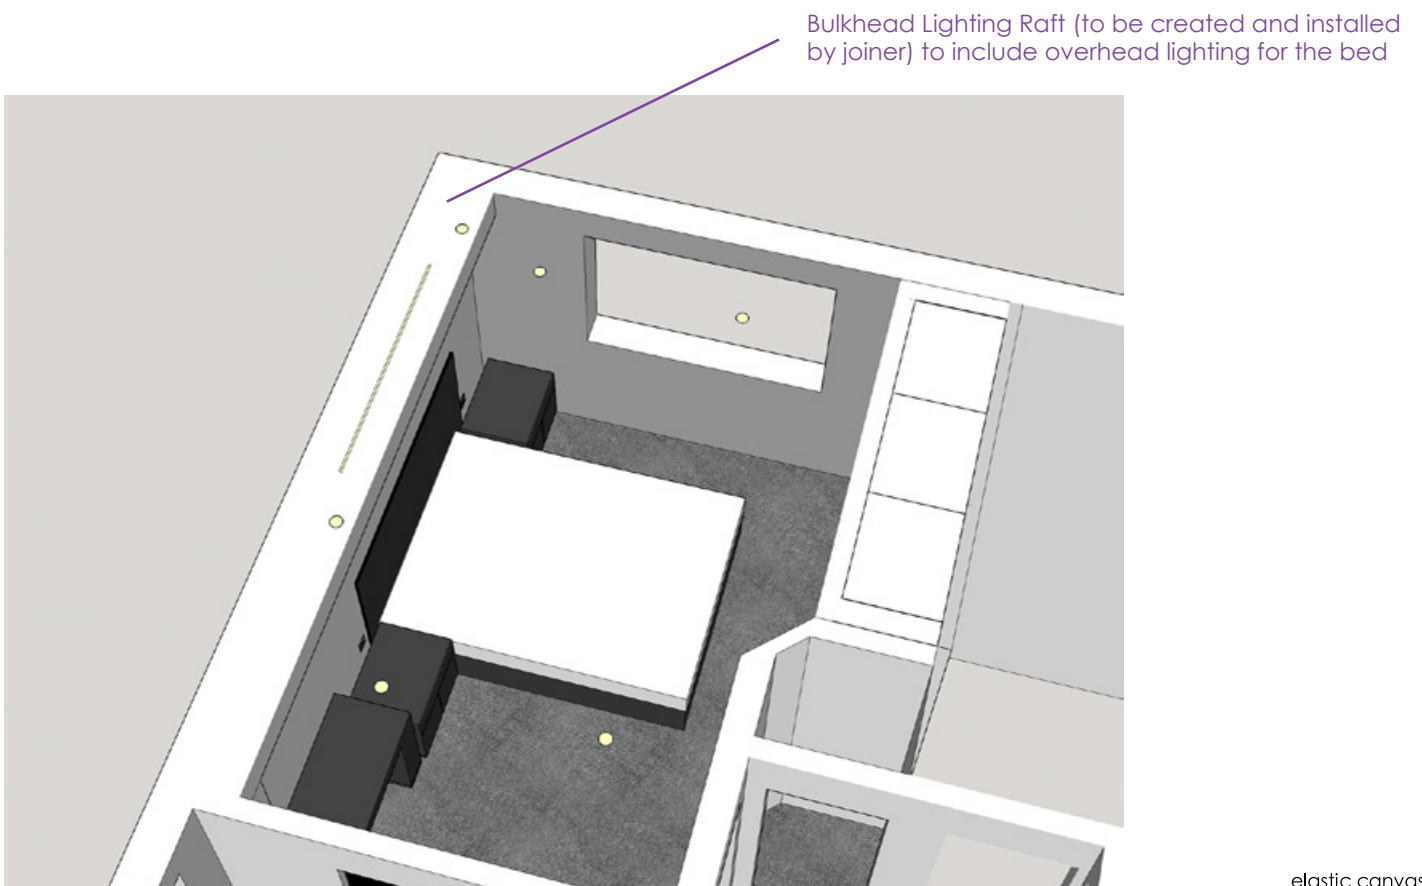 Bulkhead Lighting Raft (to be created and installed
by joiner) to include overhead lighting for the bed
elastic canvas